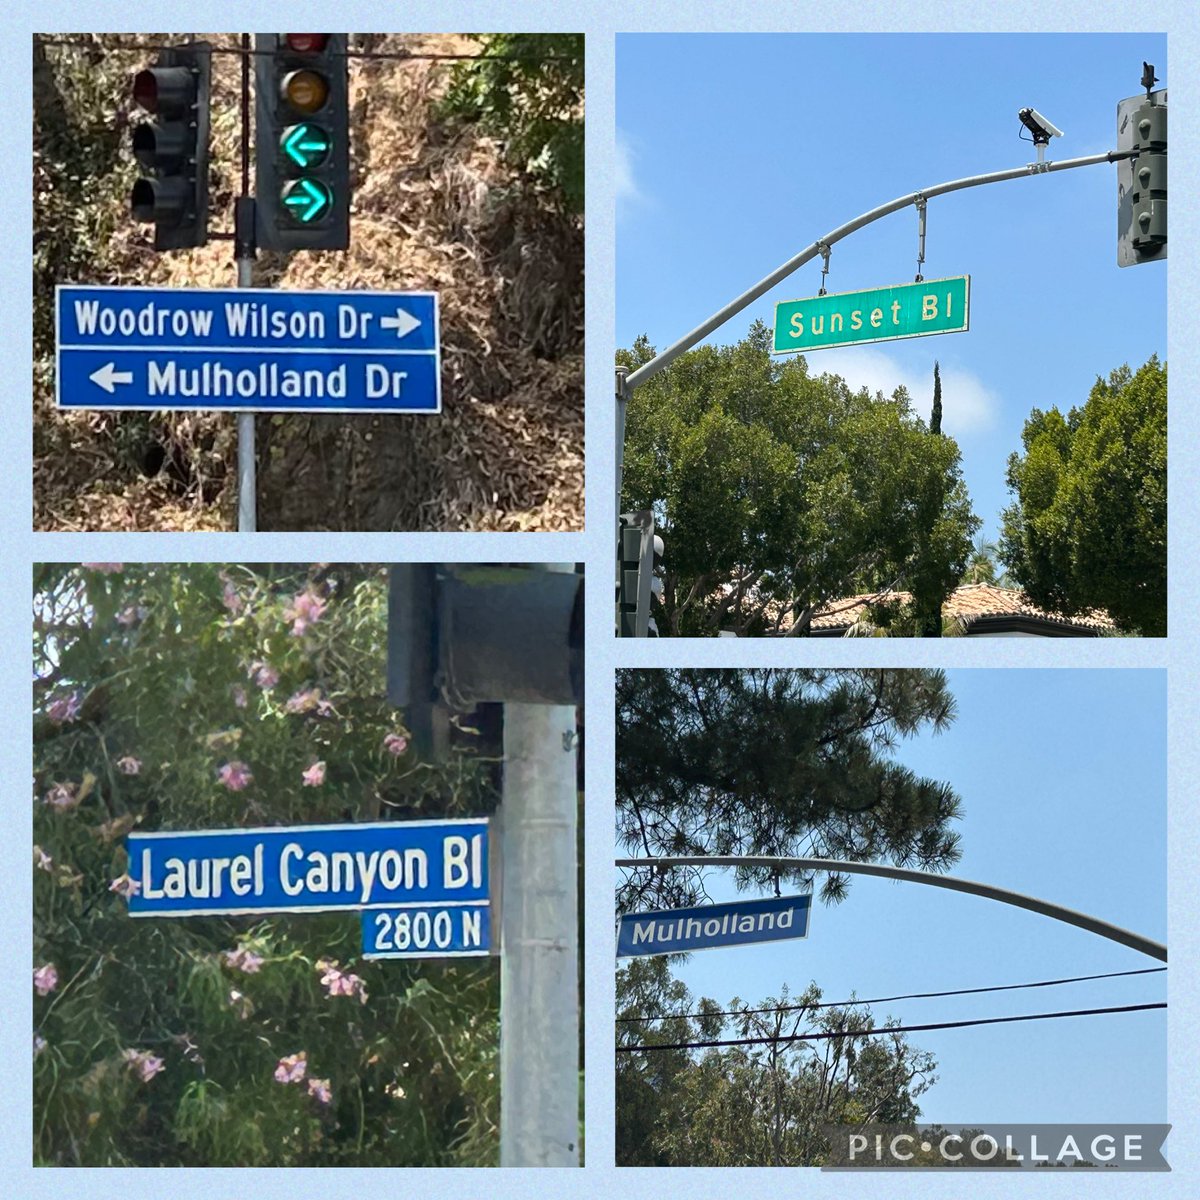 Woodrow Wilson Dr →
← Mulholland Dr
Sunset Bl
Laurel Canyon Bl
2800 N
Mulholland
PIC•COLLAGE